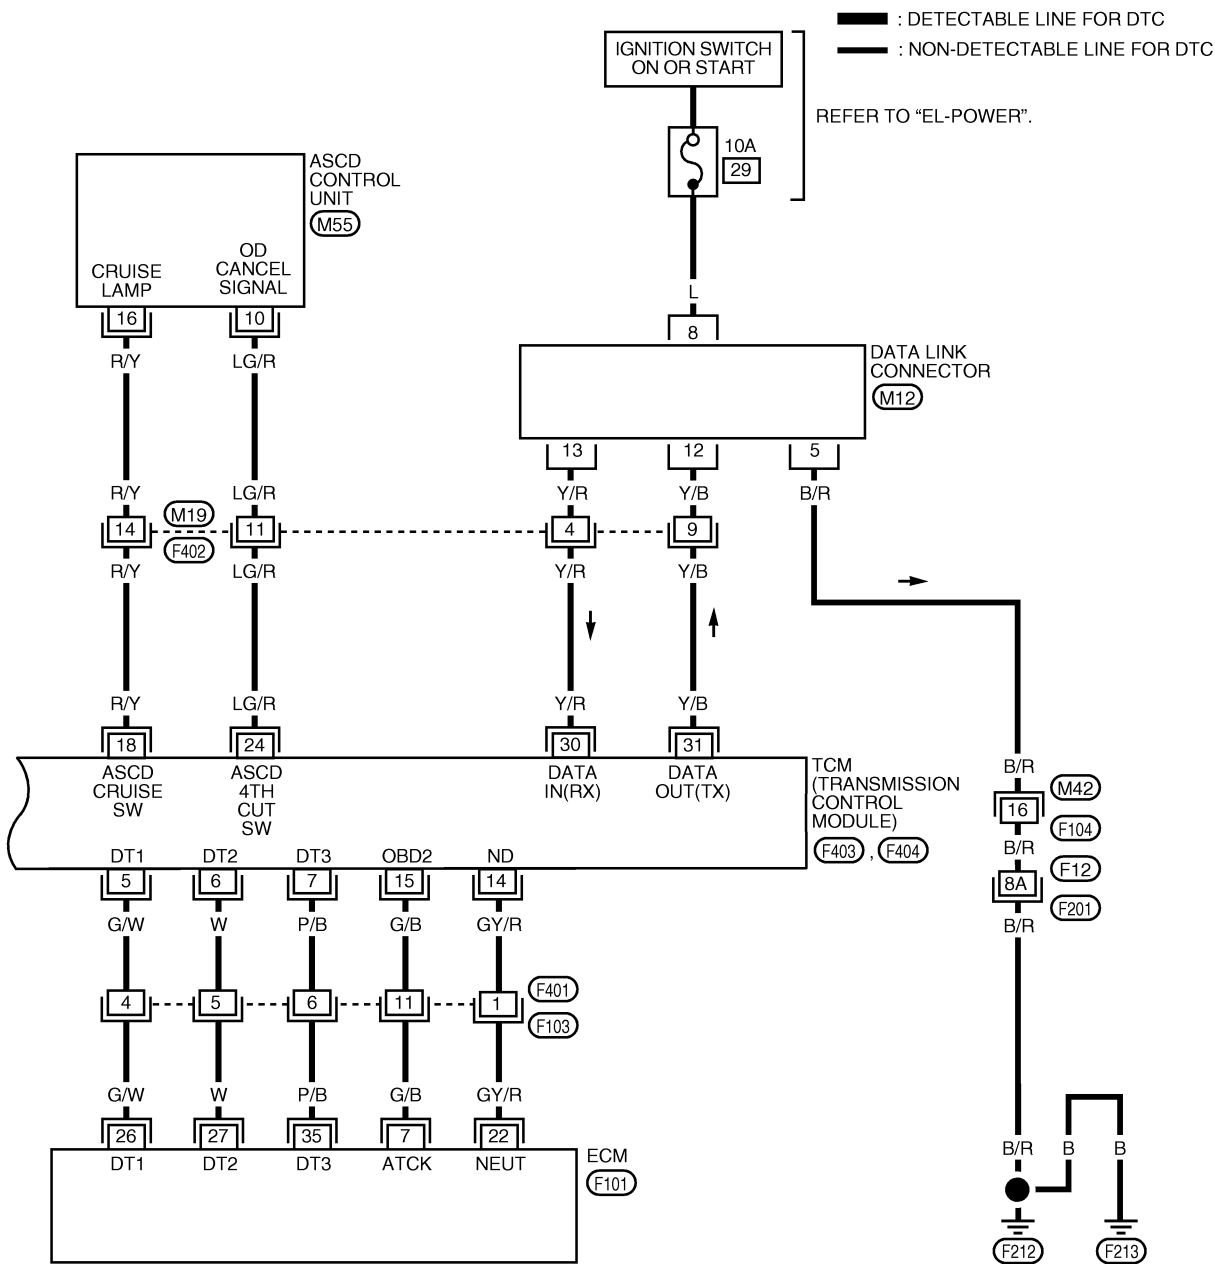 : DETECTABLE LINE FOR DTC
: NON-DETECTABLE LINE FOR DTC
IGNITION SWITCH
ON OR START
REFER TO “EL-POWER”.
10A
29
ASCD
CONTROL
UNIT
M55
CRUISE
LAMP
OD
CANCEL
SIGNAL
16
10
R/Y
LG/R
L
8
DATA LINK
CONNECTOR
M12
13
12
5
R/Y
LG/R
Y/R
Y/B
B/R
14
M19
F402
11
4
9
R/Y
LG/R
Y/R
Y/B
R/Y
LG/R
Y/R
Y/B
18
24
30
31
ASCD
CRUISE
SW
ASCD
4TH
CUT
SW
DATA
IN(RX)
DATA
OUT(TX)
TCM
(TRANSMISSION
CONTROL
MODULE)
F403 , F404
B/R
16
M42
F104
B/R
8A
F12
F201
B/R
DT1
DT2
DT3
OBD2
ND
5
6
7
15
14
G/W
W
P/B
G/B
GY/R
4
5
6
11
1
F401
F103
G/W
W
P/B
G/B
GY/R
26
27
35
7
22
DT1
DT2
DT3
ATCK
NEUT
ECM
F101
B/R
B
B
F212
F213